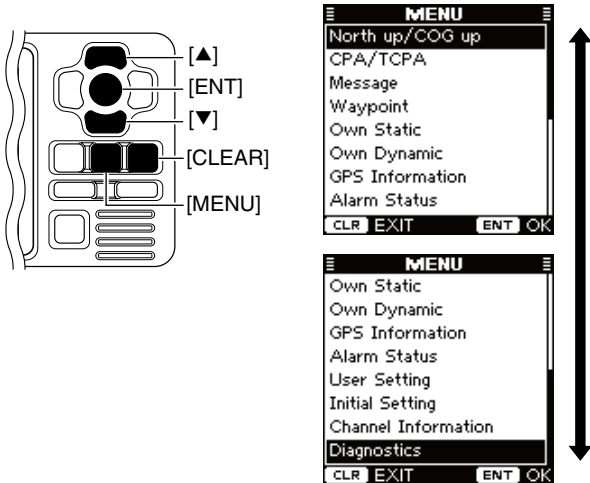 [▲]
[ENT]
[▼]
[CLEAR]
[MENU]
MENU
North up/COG up
CPA/TCPA
Message
Waypoint
Own Static
Own Dynamic
GPS Information
Alarm Status
CLR EXIT ENT OK
MENU
Own Static
Own Dynamic
GPS Information
Alarm Status
User Setting
Initial Setting
Channel Information
Diagnostics
CLR EXIT ENT OK